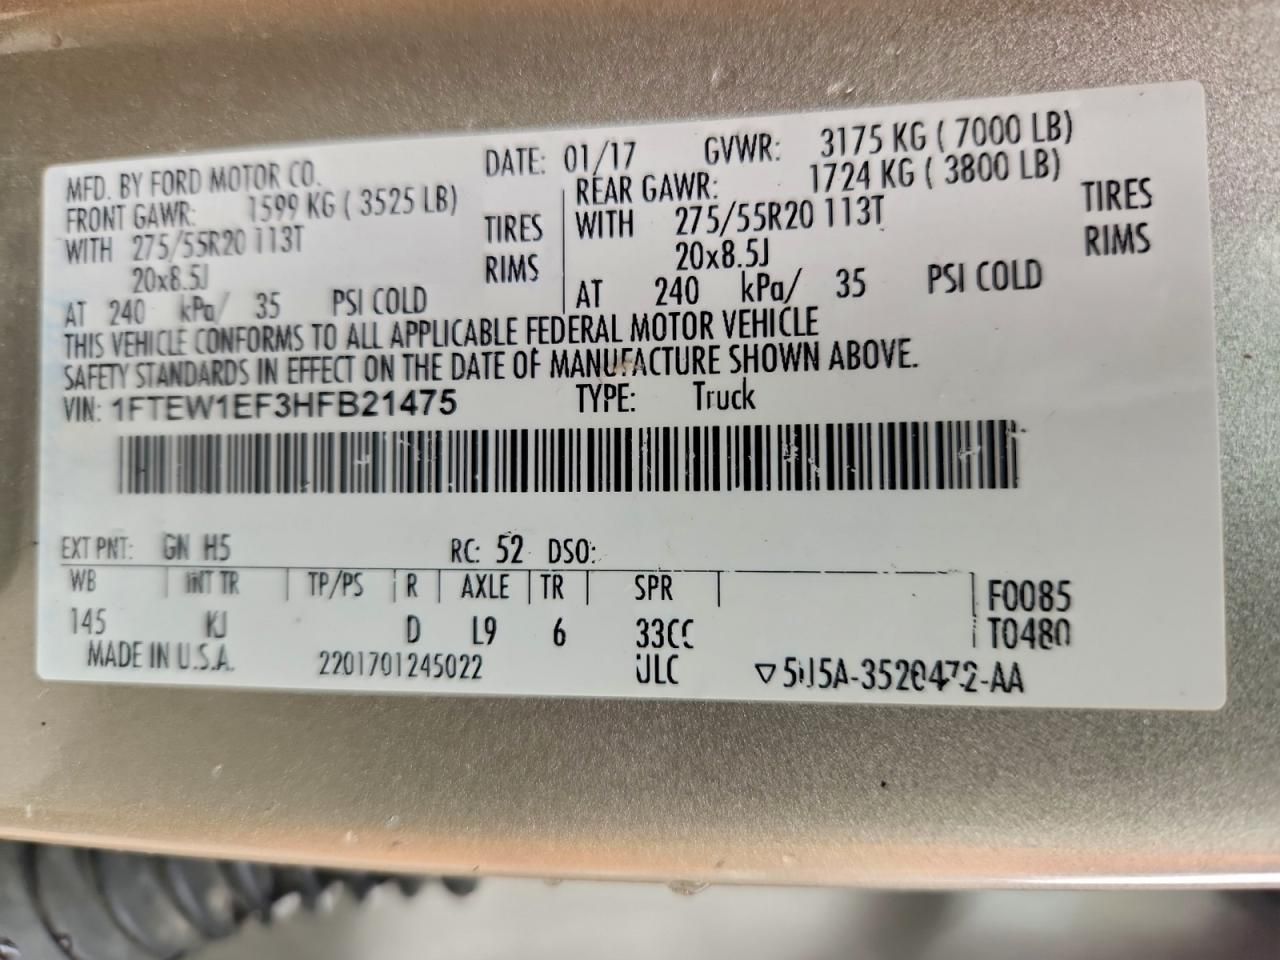 MFD. BY FORD MOTOR CO. DATE: 01/17 GVWR: 3175 KG ( 7000 LB)
FRONT GAWR: 1599 KG ( 3525 LB) REAR GAWR: 1724 KG ( 3800 LB)
WITH 275/55R20 113T TIRES WITH 275/55R20 113T TIRES
20x8.5J RIMS 20x8.5J RIMS
AT 240 kPa/ 35 PSI COLD AT 240 kPa/ 35 PSI COLD
THIS VEHICLE CONFORMS TO ALL APPLICABLE FEDERAL MOTOR VEHICLE
SAFETY STANDARDS IN EFFECT ON THE DATE OF MANUFACTURE SHOWN ABOVE.
VIN: 1FTEW1EF3HFB21475 TYPE: Truck
EXT PNT: GN H5 RC: 52 DSO:
WB INT TR TP/PS R AXLE TR SPR F0085
145 KJ D L9 6 33CC T0480
MADE IN U.S.A. 2201701245022 ULC